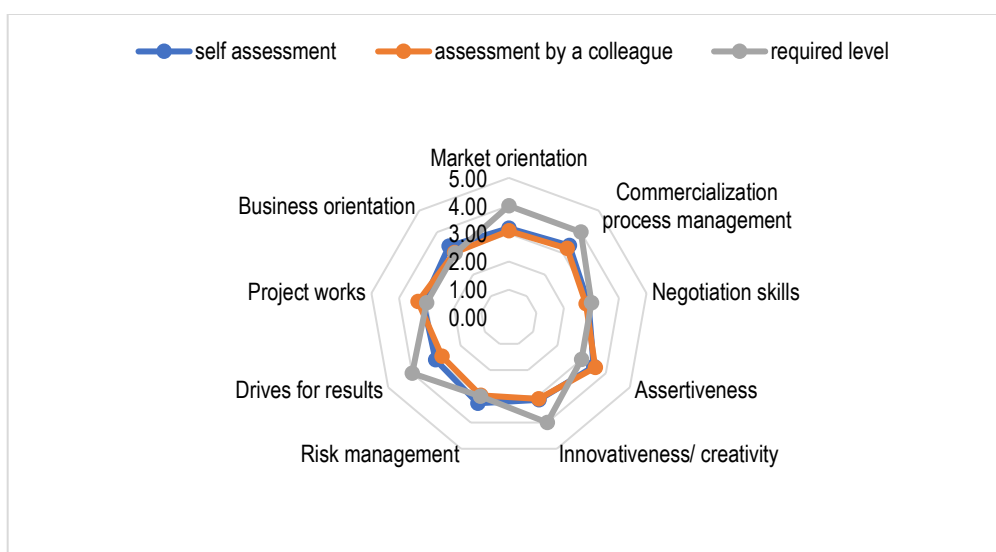 self assessment
assessment by a colleague
required level
Market orientation
5.00
4.00
3.00
2.00
1.00
0.00
Commercialization
process management
Negotiation skills
Assertiveness
Innovativeness/ creativity
Risk management
Drives for results
Project works
Business orientation